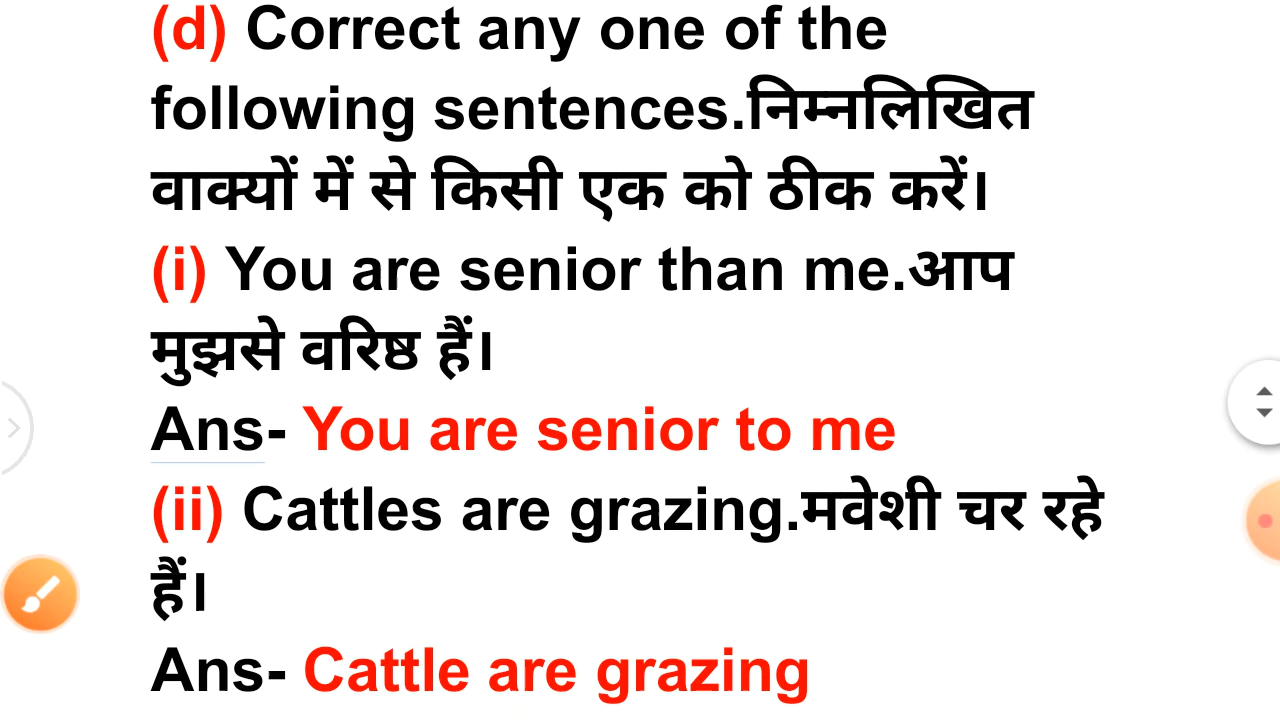 (d) Correct any one of the
following sentences.निम्नलिखित
वाक्यों में से किसी एक को ठीक करें।
(i) You are senior than me.आप
मुझसे वरिष्ठ हैं।
Ans- You are senior to me
(ii) Cattles are grazing.मवेशी चर रहे
हैं।
Ans- Cattle are grazing